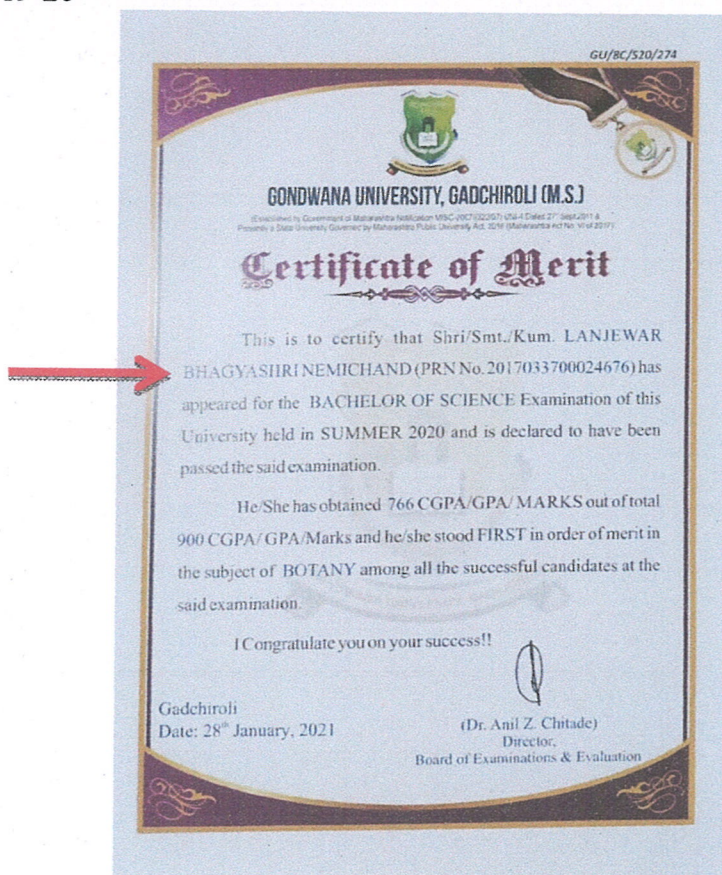 GU/BC/S20/274
GONDWANA UNIVERSITY, GADCHIROLI (M.S.)
Certificate of Merit
This is to certify that Shri/Smt./Kum. LANJEWAR
BHAGYASHRI NEMICHAND (PRN No. 2017033700024676) has
appeared for the BACHELOR OF SCIENCE Examination of this
University held in SUMMER 2020 and is declared to have been
passed the said examination.
He/She has obtained 766 CGPA/GPA/ MARKS out of total
900 CGPA/ GPA/Marks and he/she stood FIRST in order of merit in
the subject of BOTANY among all the successful candidates at the
said examination.
I Congratulate you on your success!!
Gadchiroli
Date: 28th January, 2021
(Dr. Anil Z. Chitade)
Director,
Board of Examinations & Evaluation